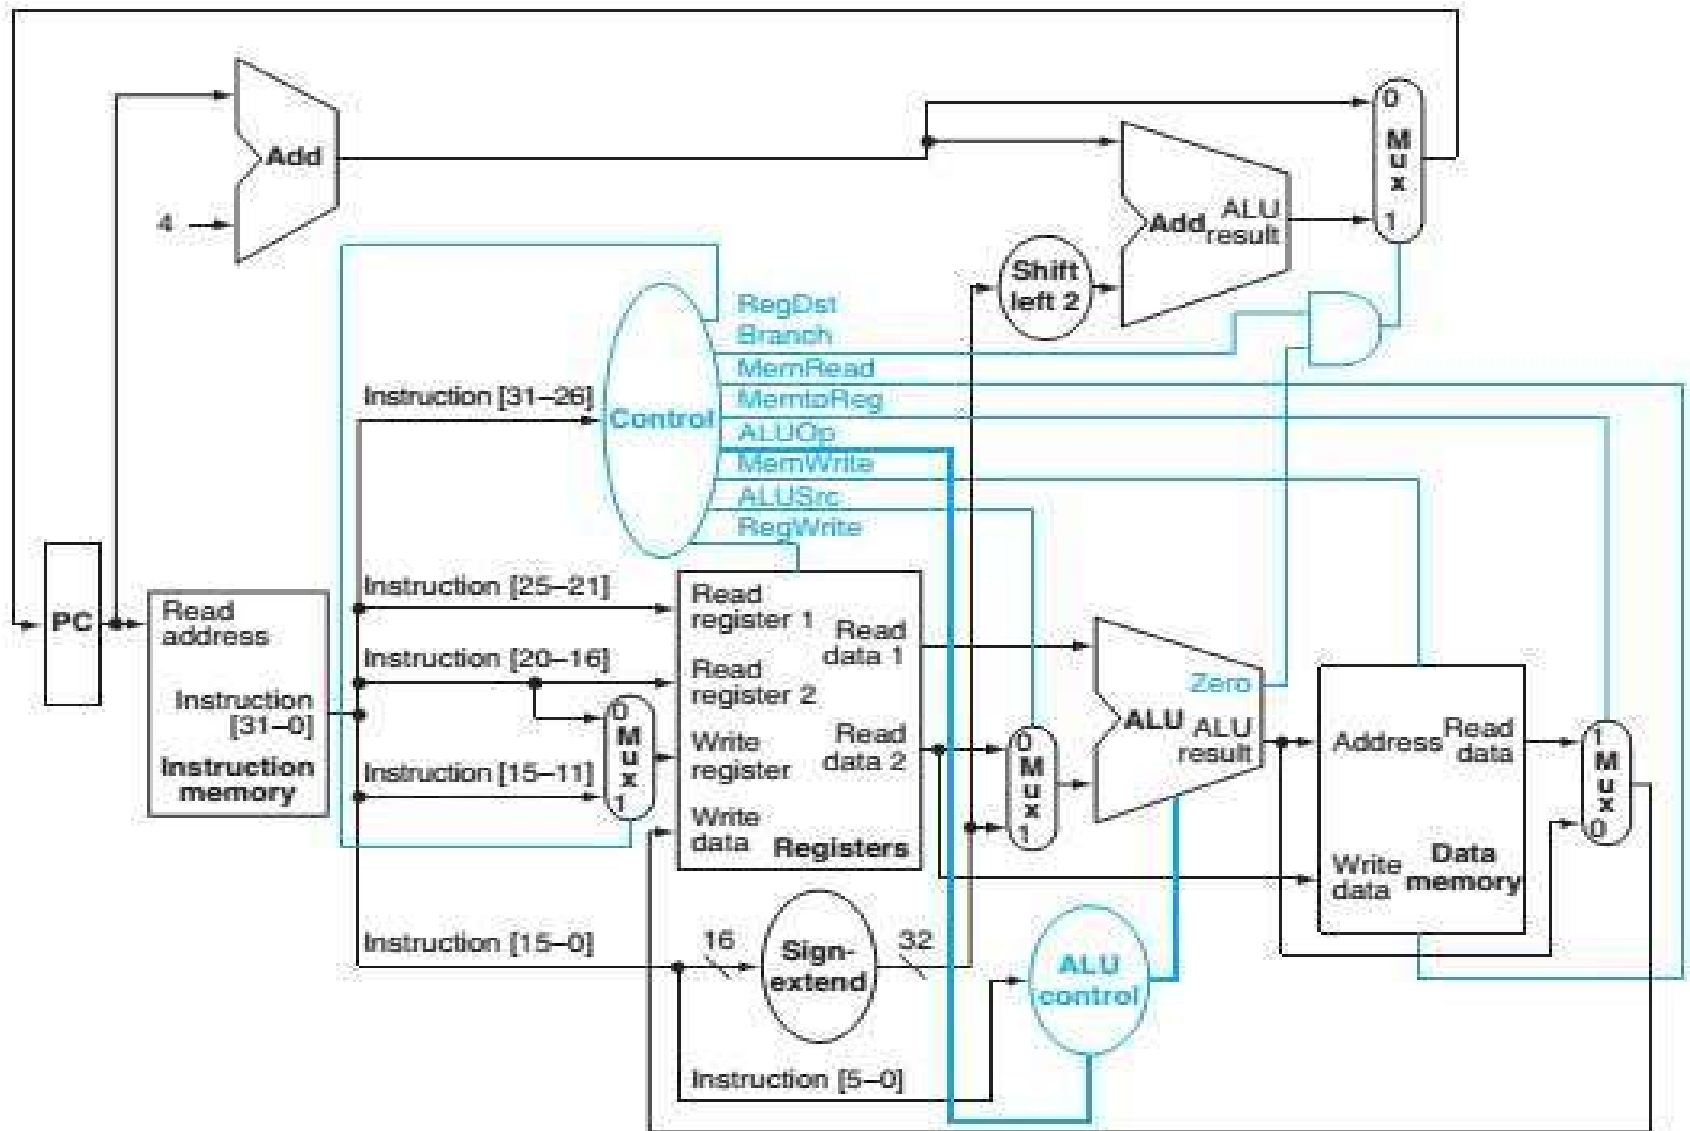 0
M
u
x
1
Add
4
Add
ALU
result
Shift
left 2
RegDst
Branch
MemRead
MemtoReg
ALUOp
MemWrite
ALUSrc
RegWrite
Instruction [31–26]
Control
PC
Read
address
Instruction
[31–0]
Instruction
memory
Instruction [25–21]
Instruction [20–16]
Instruction [15–11]
0
M
u
x
1
Read
register 1
Read
register 2
Write
register
Write
data
Read
data 1
Read
data 2
Registers
0
M
u
x
1
Zero
ALU
ALU
result
Address
Read
data
Write
data
Data
memory
1
M
u
x
0
Instruction [15–0]
16
Sign-
extend
32
ALU
control
Instruction [5–0]